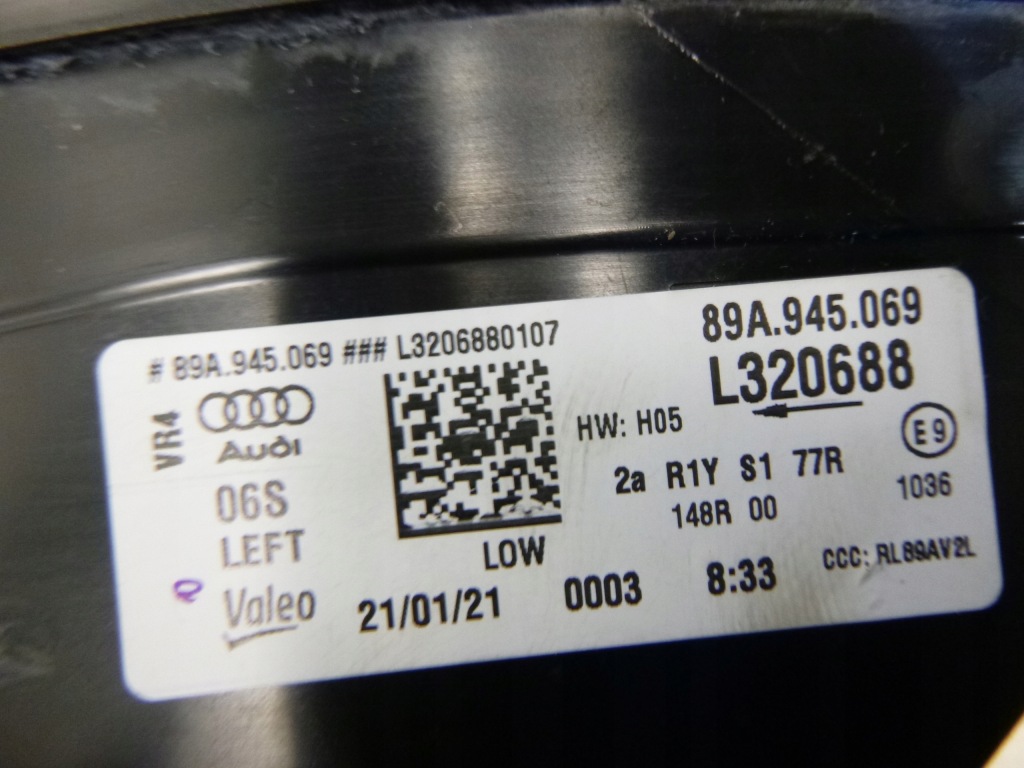 # 89A.945.069 ### L3206880107
89A.945.069
L320688
VR4
Audi
HW: H05
E9
06S
2a R1Y S1 77R
1036
148R 00
LEFT
LOW
CCC: RL89AV2L
Valeo
21/01/21 0003 8:33